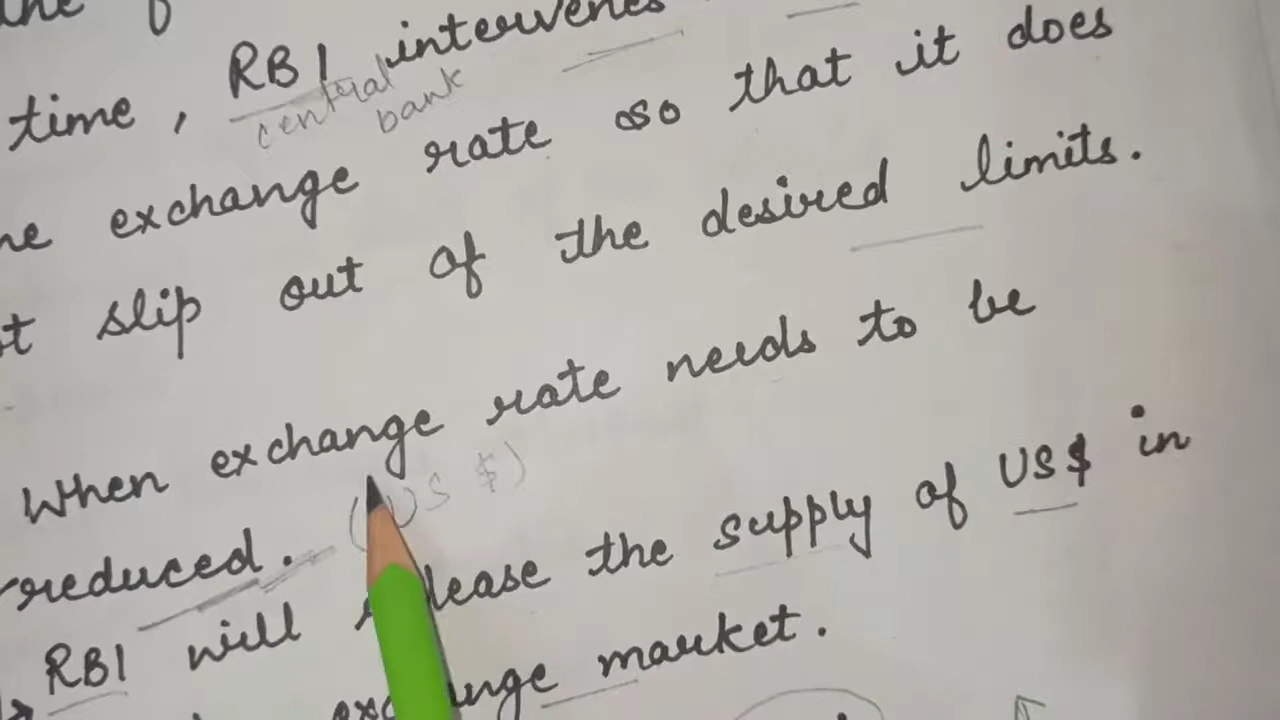 time, RBI intervenes
central bank
exchange rate so that it does
slip out of the desired limits.
When exchange rate needs to be
(US $)
reduced.
RBI will lease the supply of US$ in
market.